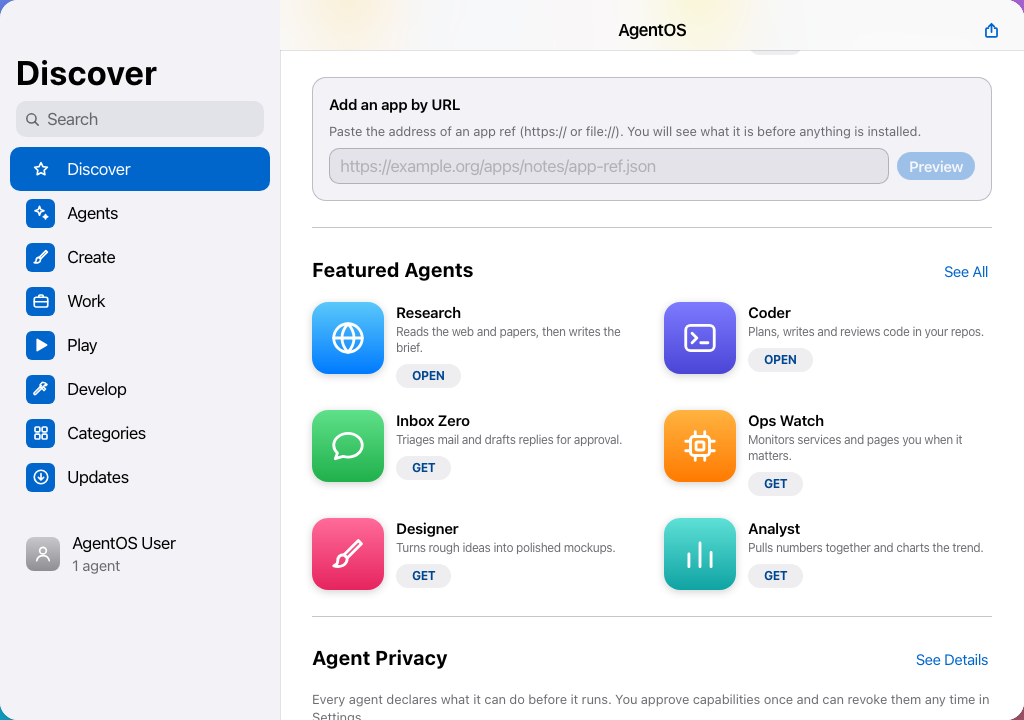 AgentOS
Discover
Search
Discover
Agents
Create
Work
Play
Develop
Categories
Updates
AgentOS User
1 agent
Add an app by URL
Paste the address of an app ref (https:// or file://). You will see what it is before anything is installed.
https://example.org/apps/notes/app-ref.json
Preview
Featured Agents
See All
Research
Reads the web and papers, then writes the
brief.
OPEN
Coder
Plans, writes and reviews code in your repos.
OPEN
Inbox Zero
Triages mail and drafts replies for approval.
GET
Ops Watch
Monitors services and pages you when it
matters.
GET
Designer
Turns rough ideas into polished mockups.
GET
Analyst
Pulls numbers together and charts the trend.
GET
Agent Privacy
See Details
Every agent declares what it can do before it runs. You approve capabilities once and can revoke them any time in
Settings.